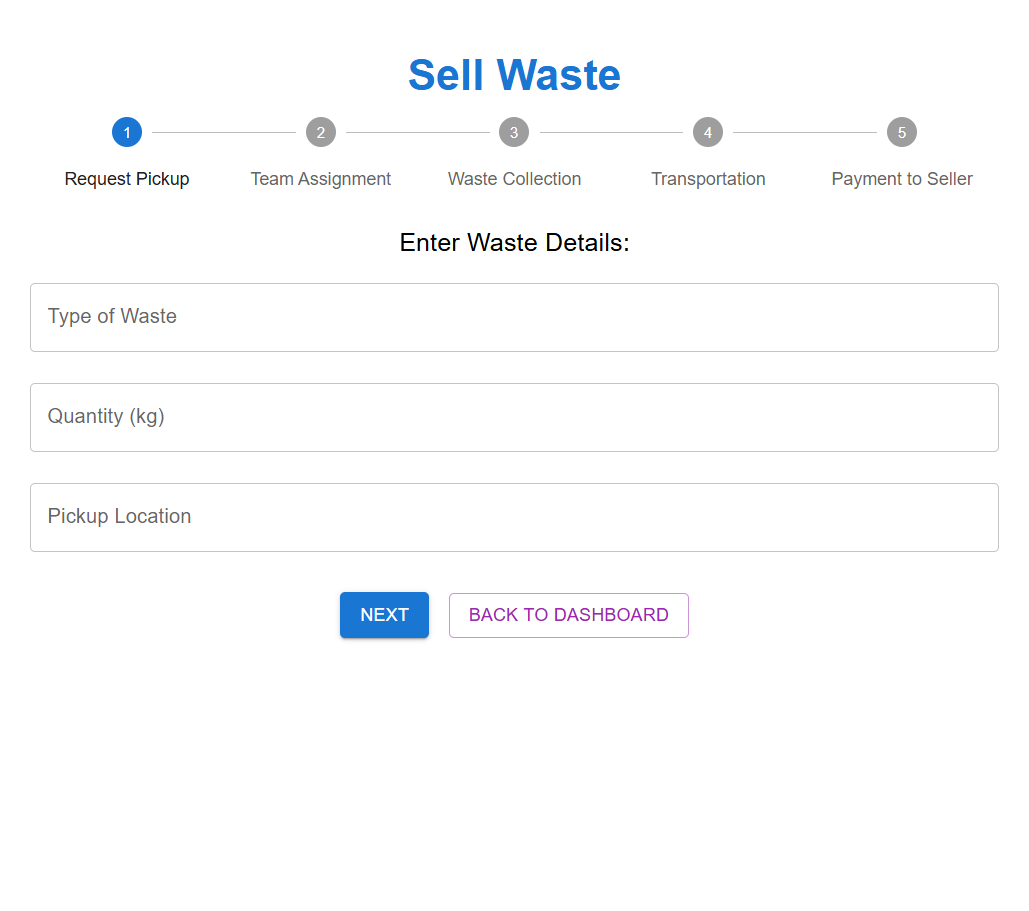 Sell Waste
1 2 3 4 5
Request Pickup Team Assignment Waste Collection Transportation Payment to Seller
Enter Waste Details:
Type of Waste
Quantity (kg)
Pickup Location
NEXT BACK TO DASHBOARD